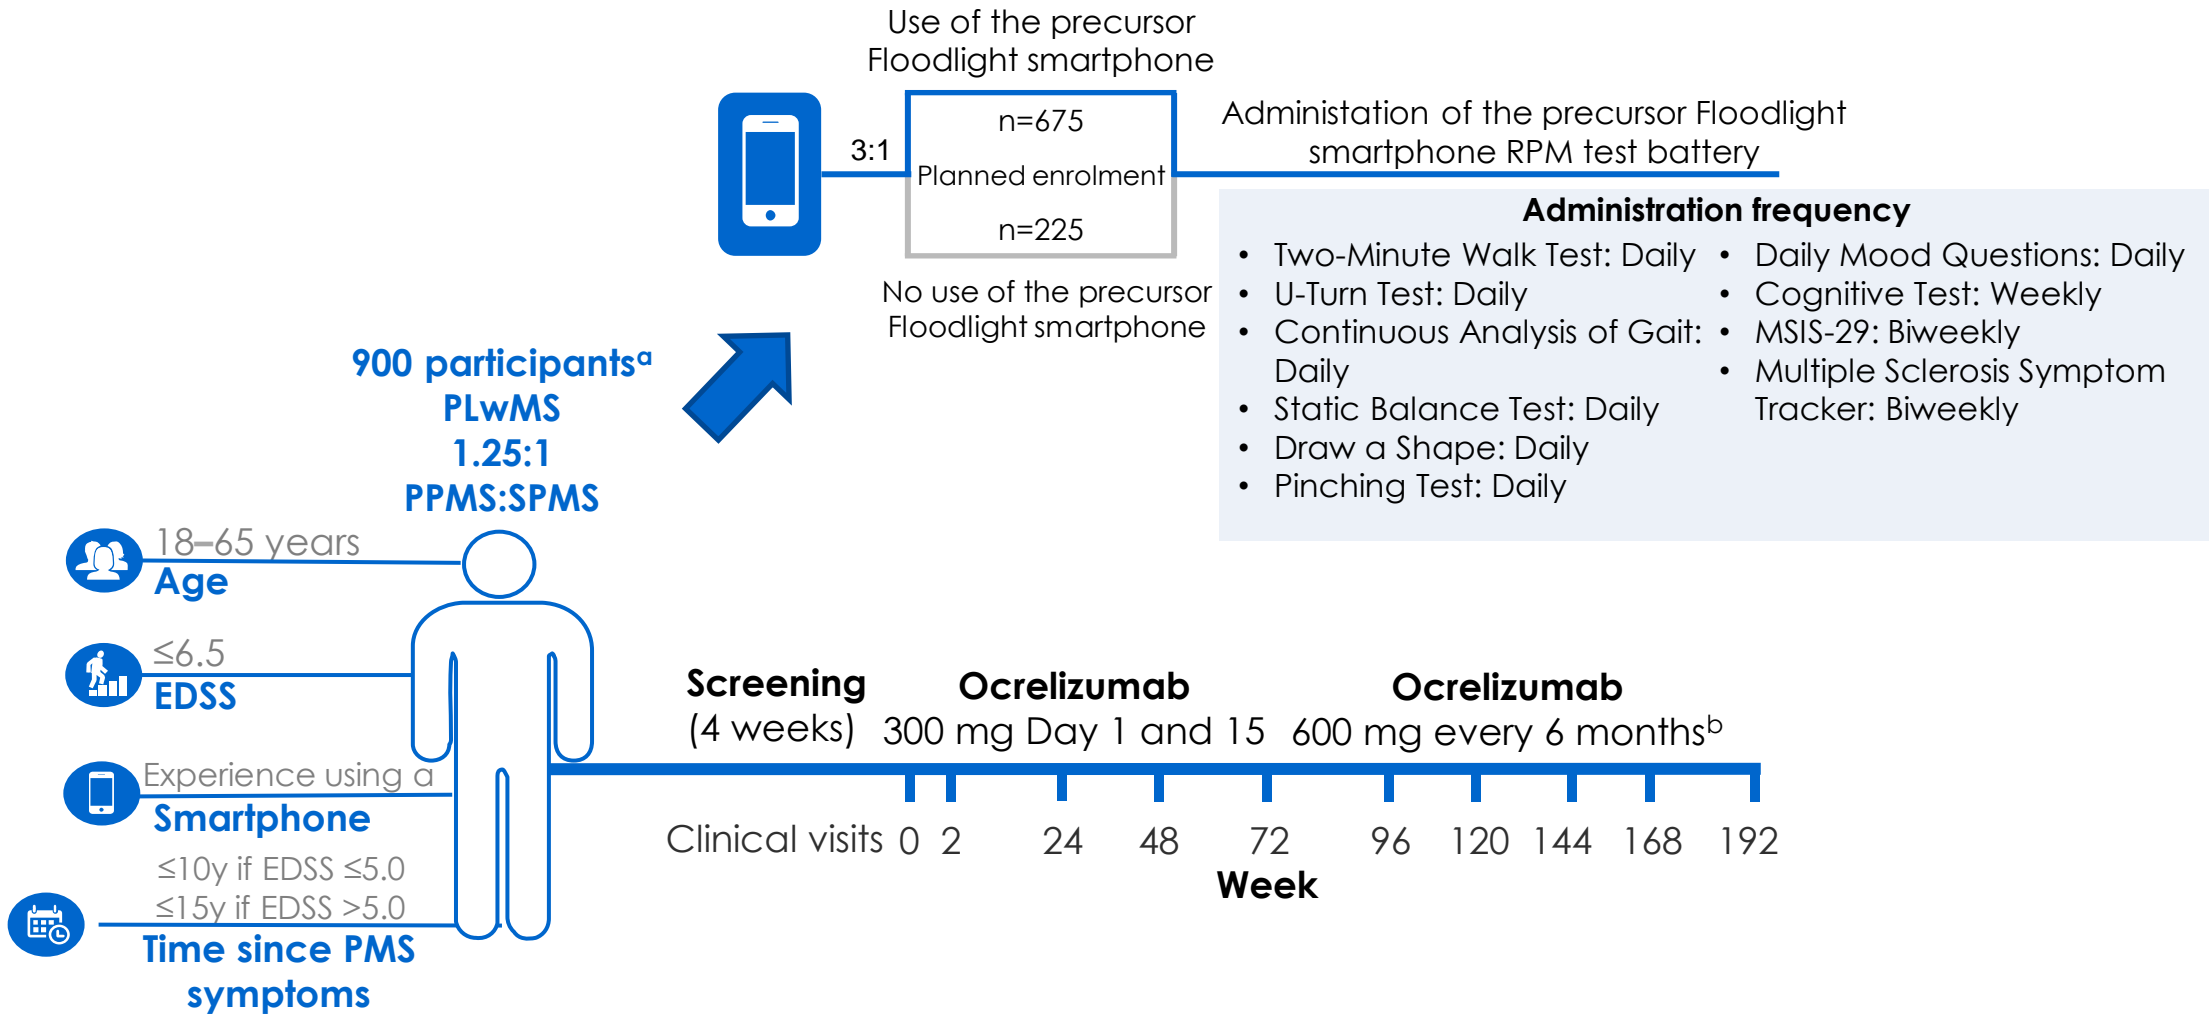 Use of the precursor
Floodlight smartphone
3:1
n=675
Planned enrolment
n=225
No use of the precursor
Floodlight smartphone
Administation of the precursor Floodlight
smartphone RPM test battery
Administration frequency
• Two-Minute Walk Test: Daily
• U-Turn Test: Daily
• Continuous Analysis of Gait:
Daily
• Static Balance Test: Daily
• Draw a Shape: Daily
• Pinching Test: Daily
• Daily Mood Questions: Daily
• Cognitive Test: Weekly
• MSIS-29: Biweekly
• Multiple Sclerosis Symptom
Tracker: Biweekly
900 participantsᵃ
PLwMS
1.25:1
PPMS:SPMS
18–65 years
Age
≤6.5
EDSS
Experience using a
Smartphone
≤10y if EDSS ≤5.0
≤15y if EDSS >5.0
Time since PMS
symptoms
Screening
(4 weeks)
Ocrelizumab
300 mg Day 1 and 15
Ocrelizumab
600 mg every 6 monthsᵇ
Clinical visits 0 2 24 48 72 96 120 144 168 192
Week